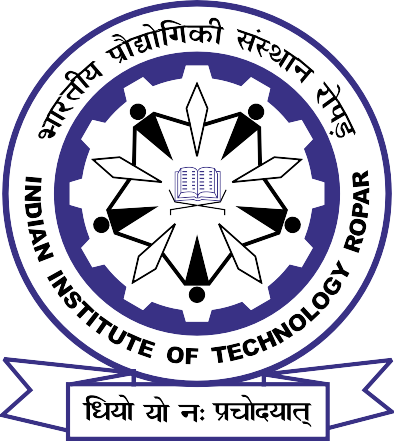 भारतीय प्रौद्योगिकी संस्थान रोपड़
INDIAN INSTITUTE OF TECHNOLOGY ROPAR
धियो यो नः प्रचोदयात्